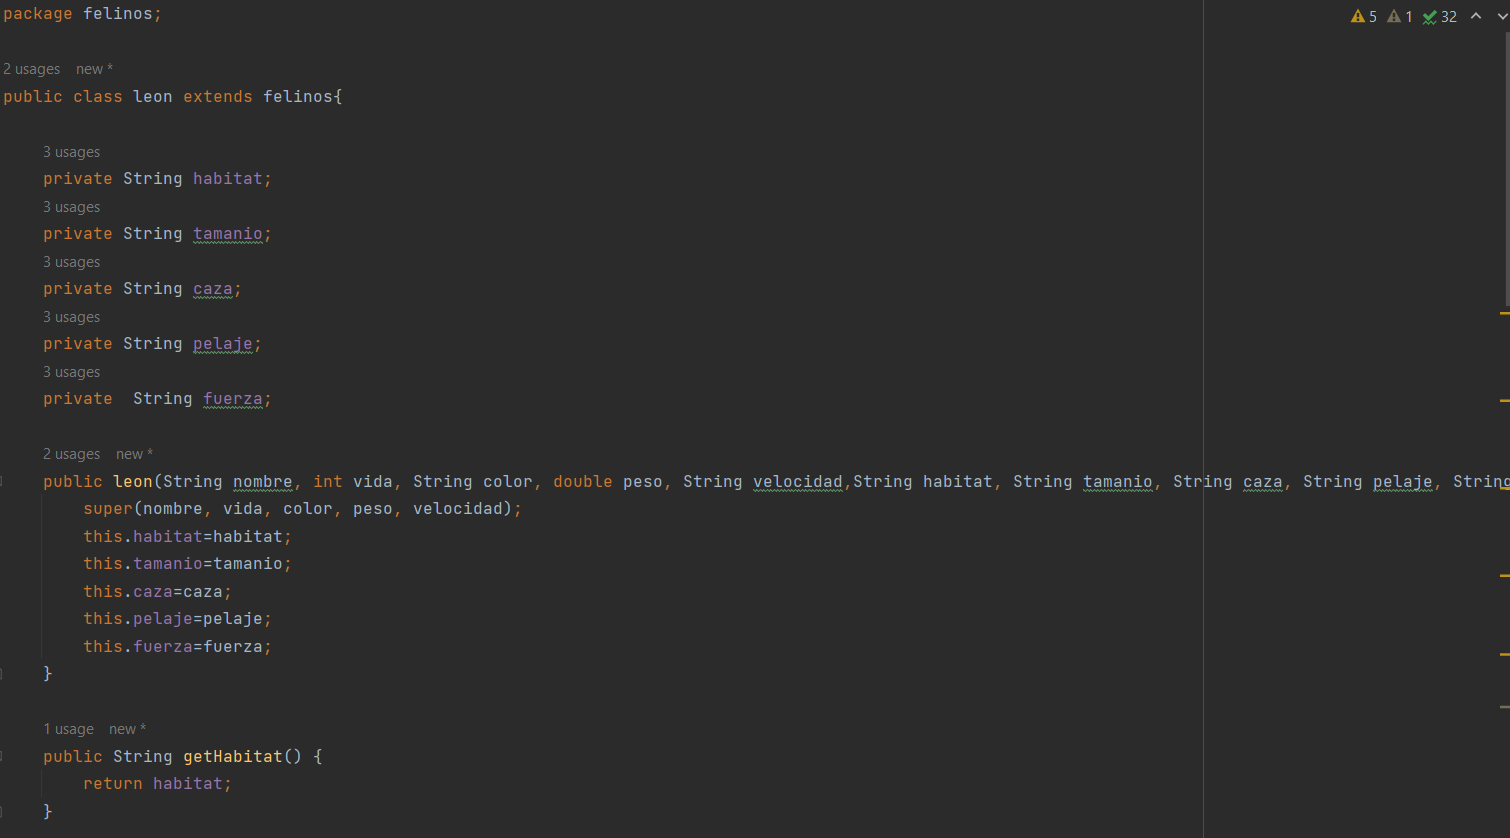 package felinos;
5 1 32
2 usages new *
public class leon extends felinos{
3 usages
private String habitat;
3 usages
private String tamanio;
3 usages
private String caza;
3 usages
private String pelaje;
3 usages
private  String fuerza;
2 usages new *
public leon(String nombre, int vida, String color, double peso, String velocidad,String habitat, String tamanio, String caza, String pelaje, String
super(nombre, vida, color, peso, velocidad);
this.habitat=habitat;
this.tamanio=tamanio;
this.caza=caza;
this.pelaje=pelaje;
this.fuerza=fuerza;
}
1 usage new *
public String getHabitat() {
return habitat;
}